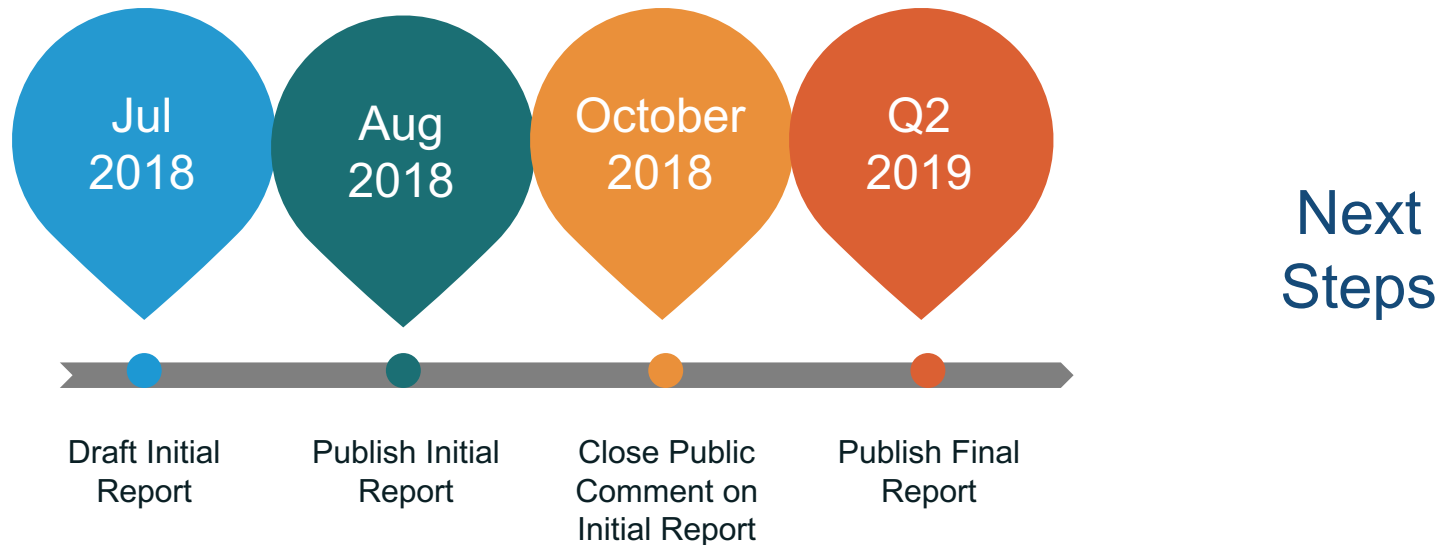 Jul
2018
Aug
2018
October
2018
Q2
2019
Next
Steps
Draft Initial
Report
Publish Initial
Report
Close Public
Comment on
Initial Report
Publish Final
Report